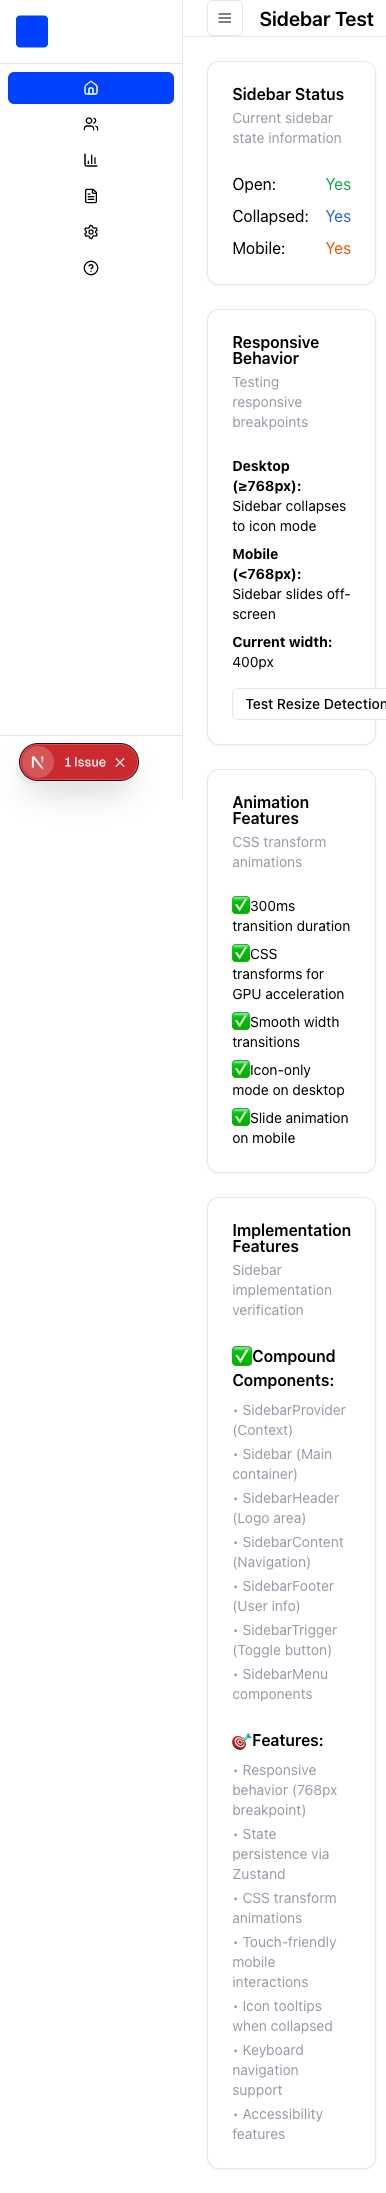 Sidebar Test
Sidebar Status
Current sidebar
state information
Open: Yes
Collapsed: Yes
Mobile: Yes
Responsive
Behavior
Testing
responsive
breakpoints
Desktop
(≥768px):
Sidebar collapses
to icon mode
Mobile
(<768px):
Sidebar slides off-
screen
Current width:
400px
Test Resize Detection
N 1 Issue
Animation
Features
CSS transform
animations
✅300ms
transition duration
✅CSS
transforms for
GPU acceleration
✅Smooth width
transitions
✅Icon-only
mode on desktop
✅Slide animation
on mobile
Implementation
Features
Sidebar
implementation
verification
✅Compound
Components:
• SidebarProvider
(Context)
• Sidebar (Main
container)
• SidebarHeader
(Logo area)
• SidebarContent
(Navigation)
• SidebarFooter
(User info)
• SidebarTrigger
(Toggle button)
• SidebarMenu
components
🎯Features:
• Responsive
behavior (768px
breakpoint)
• State
persistence via
Zustand
• CSS transform
animations
• Touch-friendly
mobile
interactions
• Icon tooltips
when collapsed
• Keyboard
navigation
support
• Accessibility
features